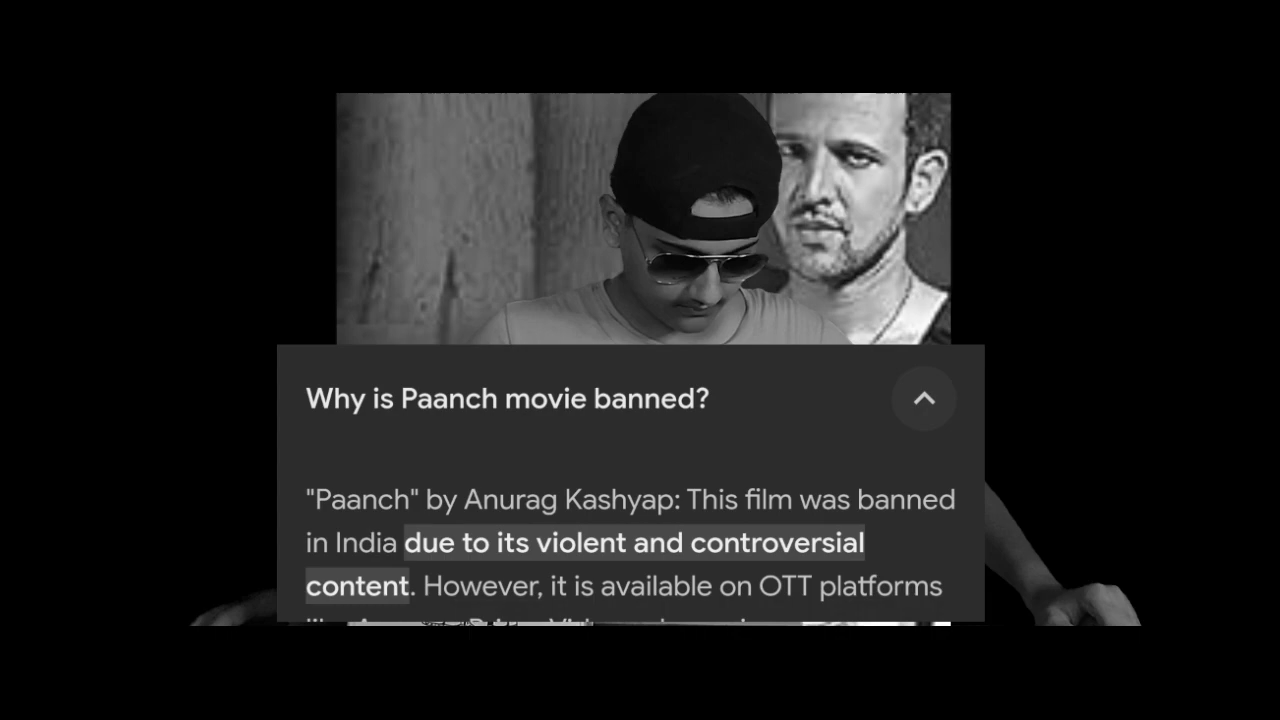 Why is Paanch movie banned?
"Paanch" by Anurag Kashyap: This film was banned
in India due to its violent and controversial
content. However, it is available on OTT platforms